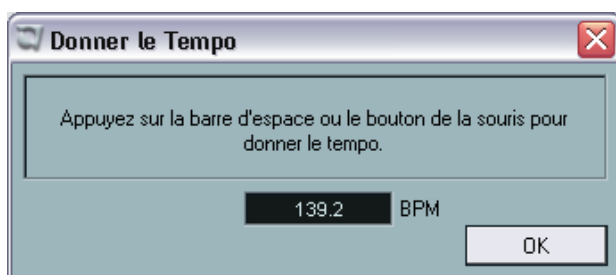 Donner le Tempo
Appuyez sur la barre d'espace ou le bouton de la souris pour
donner le tempo.
139.2 BPM
OK